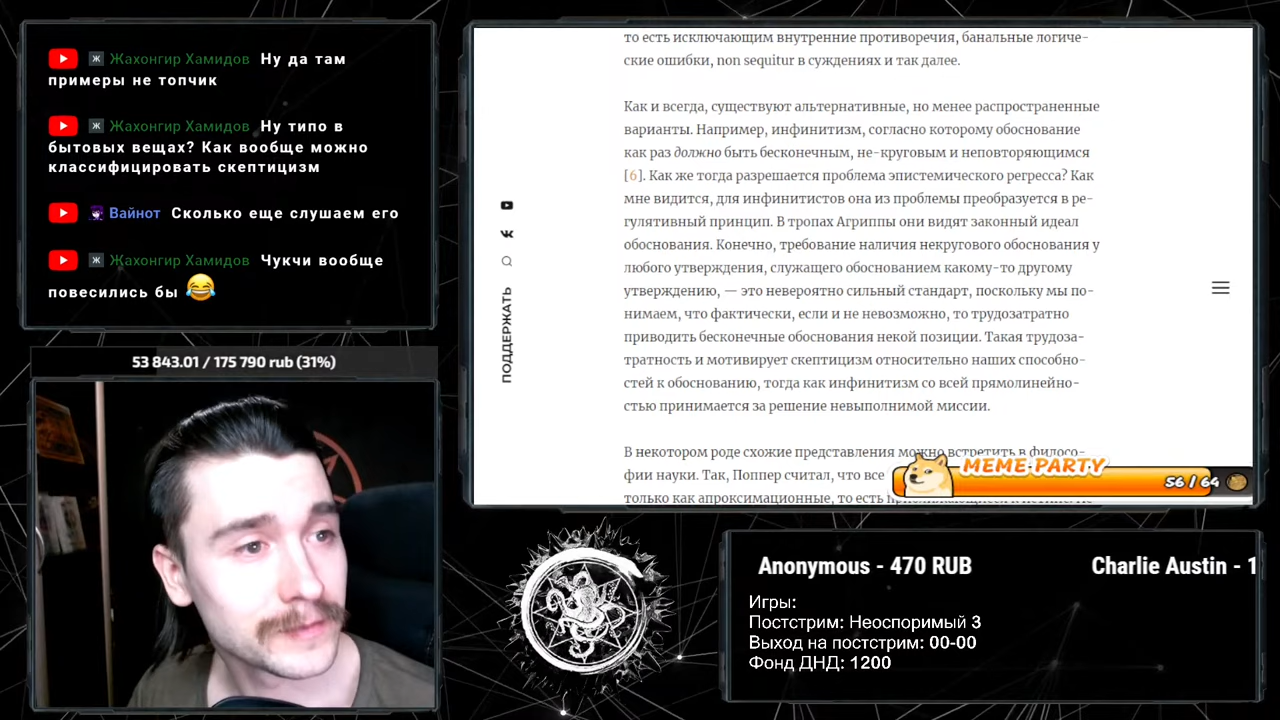 Жахонгир Хамидов Ну да там
примеры не топчик
Жахонгир Хамидов Ну типо в
бытовых вещах? Как вообще можно
классифицировать скептицизм
Вайнот Сколько еще слушаем его
Жахонгир Хамидов Чукчи вообще
повесились бы
53 843.01 / 175 790 rub (31%)
то есть исключающим внутренние противоречия, банальные логиче-
ские ошибки, non sequitur в суждениях и так далее.
Как и всегда, существуют альтернативные, но менее распространенные
варианты. Например, инфинитизм, согласно которому обоснование
как раз должно быть бесконечным, не-круговым и неповторяющимся
[6]. Как же тогда разрешается проблема эпистемического регресса? Как
мне видится, для инфинитистов она из проблемы преобразуется в ре-
гулятивный принцип. В тропах Агриппы они видят законный идеал
обоснования. Конечно, требование наличия некругового обоснования у
любого утверждения, служащего обоснованием какому-то другому
утверждению, — это невероятно сильный стандарт, поскольку мы по-
нимаем, что фактически, если и не невозможно, то трудозатратно
приводить бесконечные обоснования некой позиции. Такая трудоза-
тратность и мотивирует скептицизм относительно наших способно-
стей к обоснованию, тогда как инфинитизм со всей прямолинейно-
стью принимается за решение невыполнимой миссии.
В некотором роде схожие представления можно встретить в филосо-
фии науки. Так, Поппер считал, что все
только как апроксимационные, то есть
ПОДДЕРЖАТЬ
MEME PARTY
56 / 64
Anonymous - 470 RUB
Charlie Austin - 1
Игры:
Постстрим: Неоспоримый 3
Выход на постстрим: 00-00
Фонд ДНД: 1200